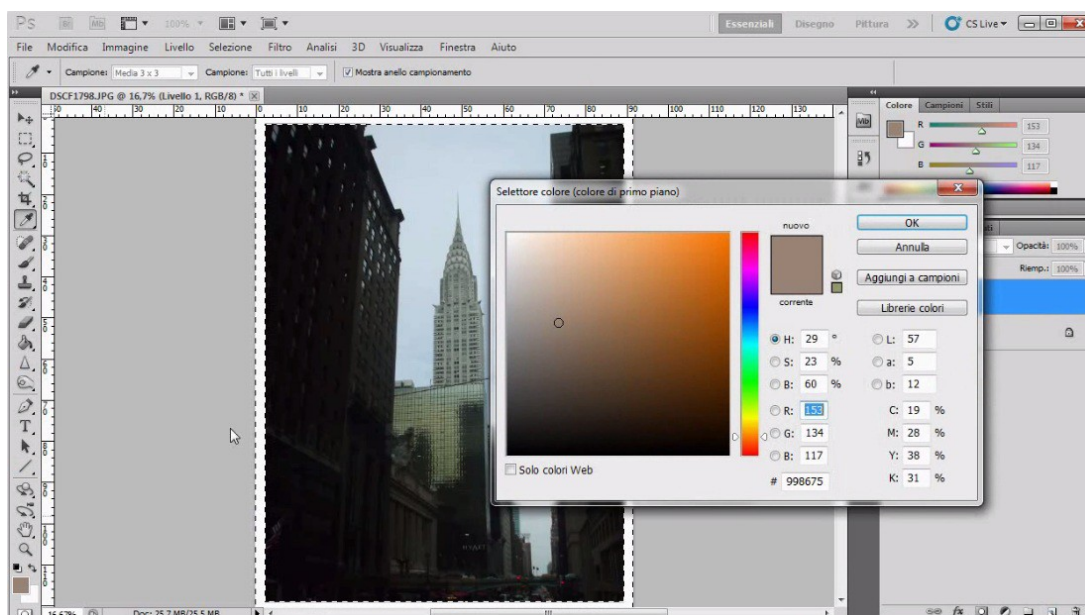 Ps Br Mb 100% Essenziali Disegno Pittura >> CS Live
File Modifica Immagine Livello Selezione Filtro Analisi 3D Visualizza Finestra Aiuto
Campione: Media 3 x 3 Campione: Tutti i livelli Mostra anello campionamento
DSCF1798.JPG @ 16,7% (Livello 1, RGB/8) *
Colore Campioni Stili
R 153
G 134
B 117
Selettore colore (colore di primo piano)
nuovo
corrente
OK
Annulla
Aggiungi a campioni
Librerie colori
H: 29 °
S: 23 %
B: 60 %
R: 153
G: 134
B: 117
# 998675
L: 57
a: 5
b: 12
C: 19 %
M: 28 %
Y: 38 %
K: 31 %
Solo colori Web
Opacità: 100%
Riemp.: 100%
HYATT
16,67% Doc: 25,7 MB/25,5 MB